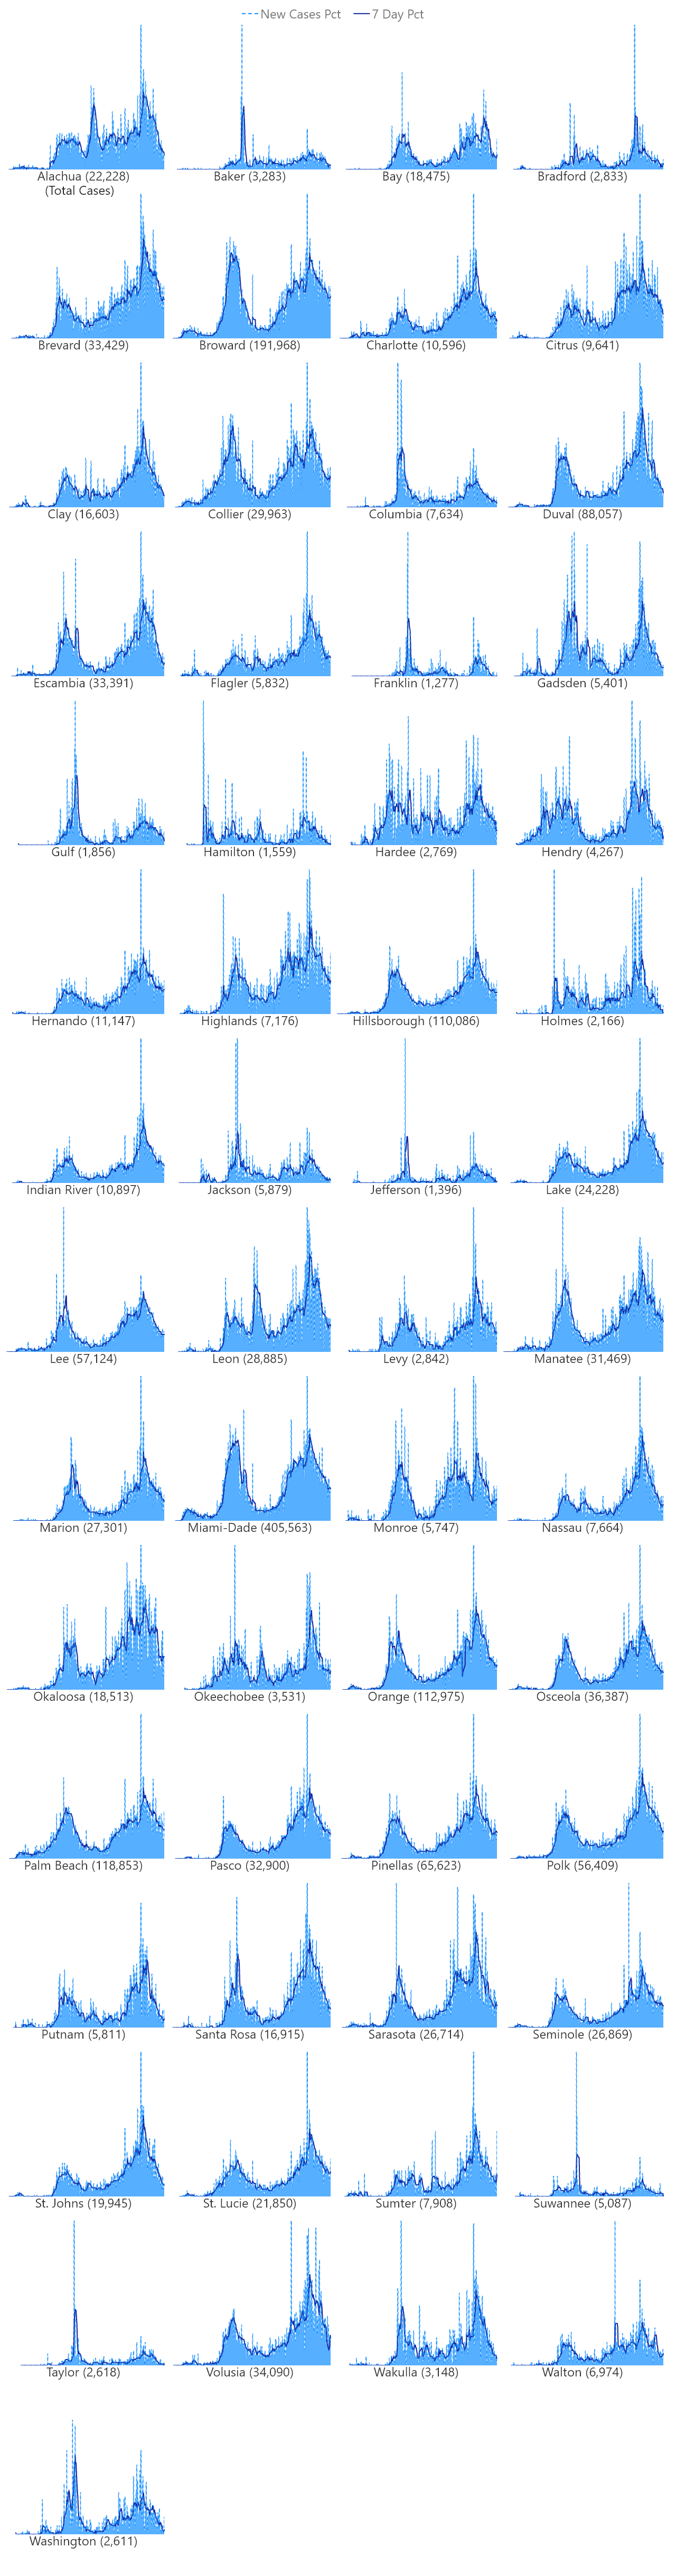 New Cases Pct 7 Day Pct
Alachua (22,228) Baker (3,283) Bay (18,475) Bradford (2,833)
(Total Cases)
Brevard (33,429) Broward (191,968) Charlotte (10,596) Citrus (9,641)
Clay (16,603) Collier (29,963) Columbia (7,634) Duval (88,057)
Escambia (33,391) Flagler (5,832) Franklin (1,277) Gadsden (5,401)
Gulf (1,856) Hamilton (1,559) Hardee (2,769) Hendry (4,267)
Hernando (11,147) Highlands (7,176) Hillsborough (110,086) Holmes (2,166)
Indian River (10,897) Jackson (5,879) Jefferson (1,396) Lake (24,228)
Lee (57,124) Leon (28,885) Levy (2,842) Manatee (31,469)
Marion (27,301) Miami-Dade (405,563) Monroe (5,747) Nassau (7,664)
Okaloosa (18,513) Okeechobee (3,531) Orange (112,975) Osceola (36,387)
Palm Beach (118,853) Pasco (32,900) Pinellas (65,623) Polk (56,409)
Putnam (5,811) Santa Rosa (16,915) Sarasota (26,714) Seminole (26,869)
St. Johns (19,945) St. Lucie (21,850) Sumter (7,908) Suwannee (5,087)
Taylor (2,618) Volusia (34,090) Wakulla (3,148) Walton (6,974)
Washington (2,611)